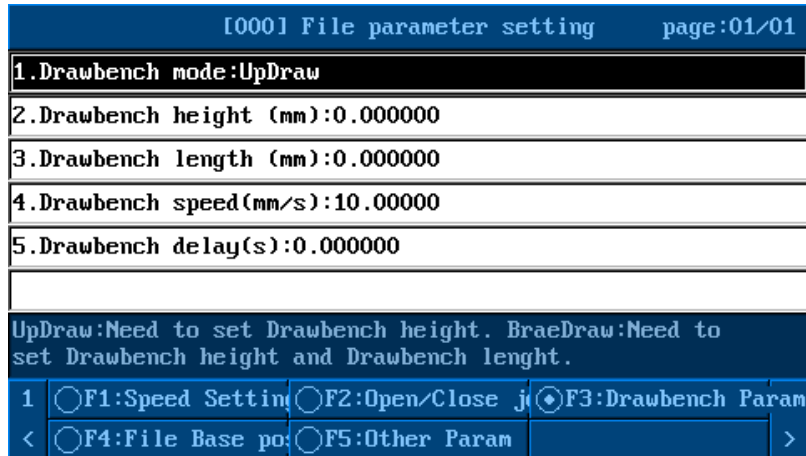 [000] File parameter setting page:01/01
1.Drawbench mode:UpDraw
2.Drawbench height (mm):0.000000
3.Drawbench length (mm):0.000000
4.Drawbench speed(mm/s):10.00000
5.Drawbench delay(s):0.000000
UpDraw:Need to set Drawbench height. BraeDraw:Need to
set Drawbench height and Drawbench lenght.
1 F1:Speed Setting F2:Open/Close F3:Drawbench Param
< F4:File Base F5:Other Param >